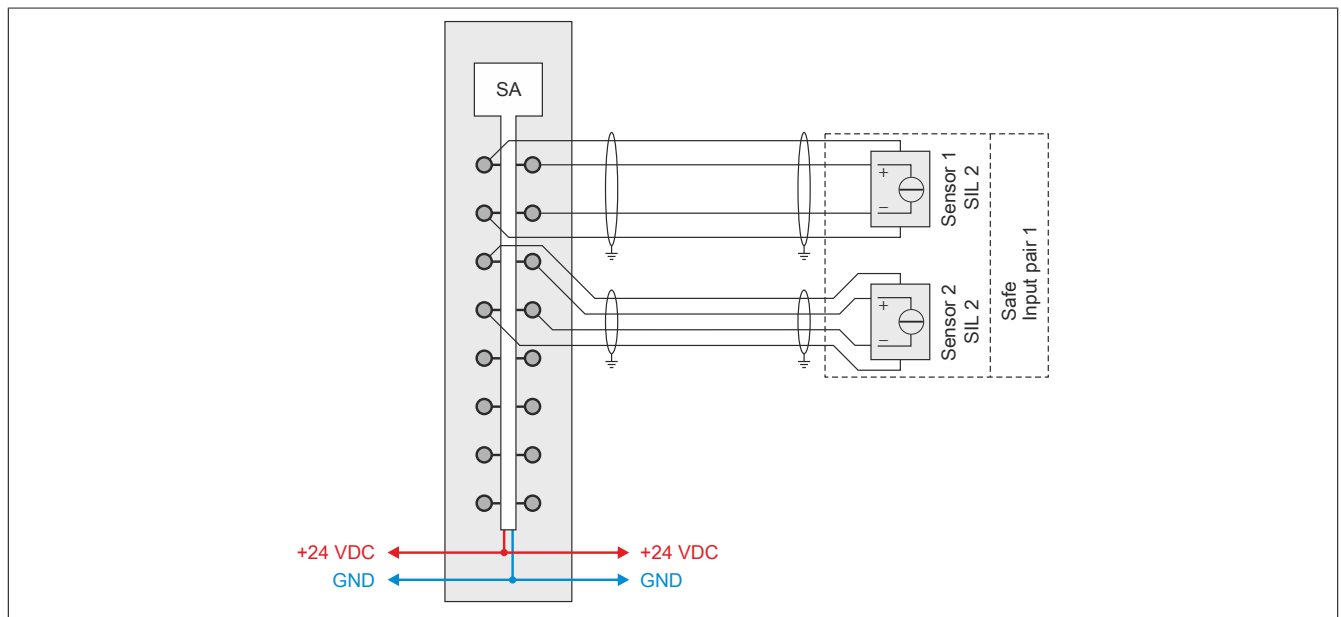 SA
+
−
Sensor 1
SIL 2
+
−
Sensor 2
SIL 2
Safe
Input pair 1
+24 VDC
+24 VDC
GND
GND